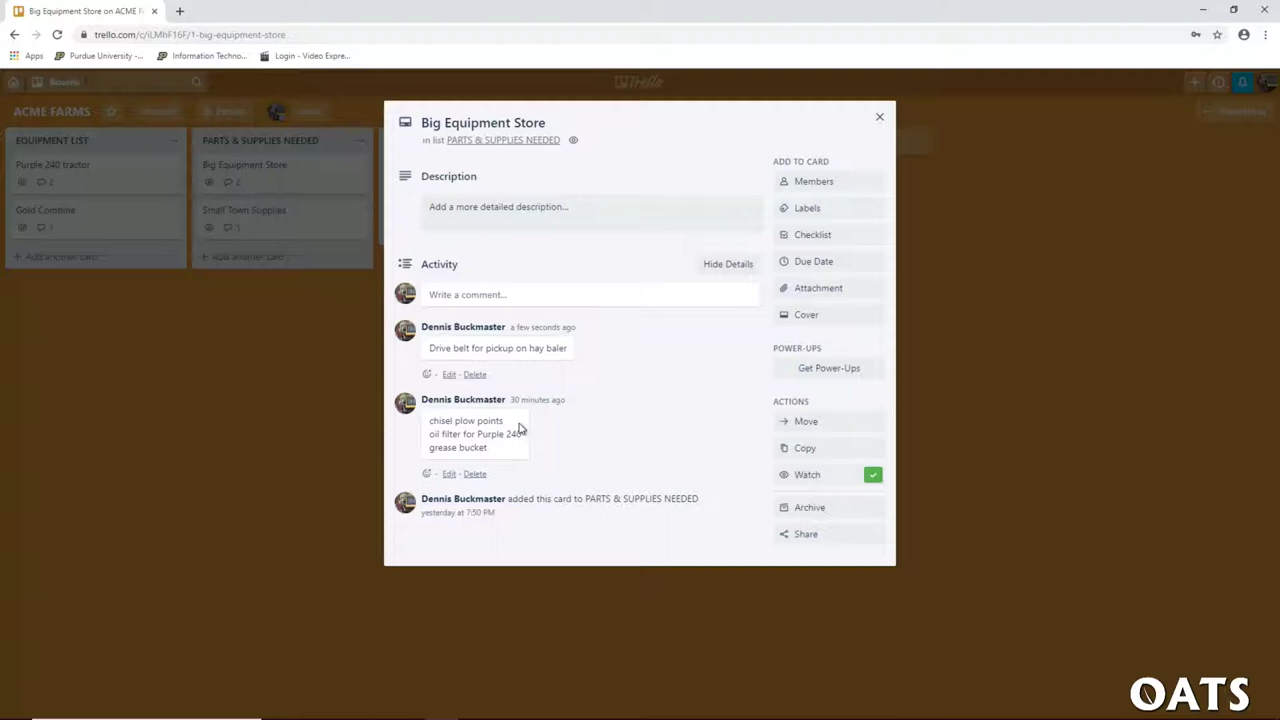 Big Equipment Store on ACME F
trello.com/c/iLMbF16F/1-big-equipment-store
Apps
Purdue University -...
Information Techno...
Login - Video Expre...
Boards
Trello
ACME FARMS
EQUIPMENT LIST
Purple 240 tractor
2
Gold Combine
1
+ Add another card
PARTS & SUPPLIES NEEDED
Big Equipment Store
2
Small Town Supplies
1
+ Add another card
Big Equipment Store
in list PARTS & SUPPLIES NEEDED
Description
Add a more detailed description...
Activity
Hide Details
Write a comment...
Dennis Buckmaster a few seconds ago
Drive belt for pickup on hay baler
- Edit - Delete
Dennis Buckmaster 30 minutes ago
chisel plow points
oil filter for Purple 240
grease bucket
- Edit - Delete
Dennis Buckmaster added this card to PARTS & SUPPLIES NEEDED
yesterday at 7:50 PM
ADD TO CARD
Members
Labels
Checklist
Due Date
Attachment
Cover
POWER-UPS
Get Power-Ups
ACTIONS
Move
Copy
Watch
Archive
Share
OATS